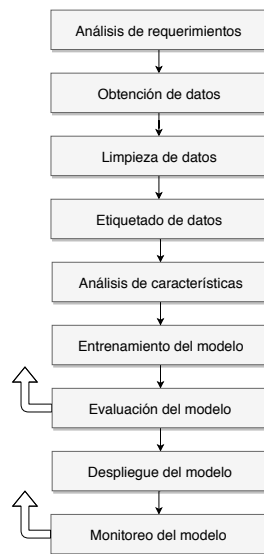 Análisis de requerimientos
Obtención de datos
Limpieza de datos
Etiquetado de datos
Análisis de características
Entrenamiento del modelo
Evaluación del modelo
Despliegue del modelo
Monitoreo del modelo